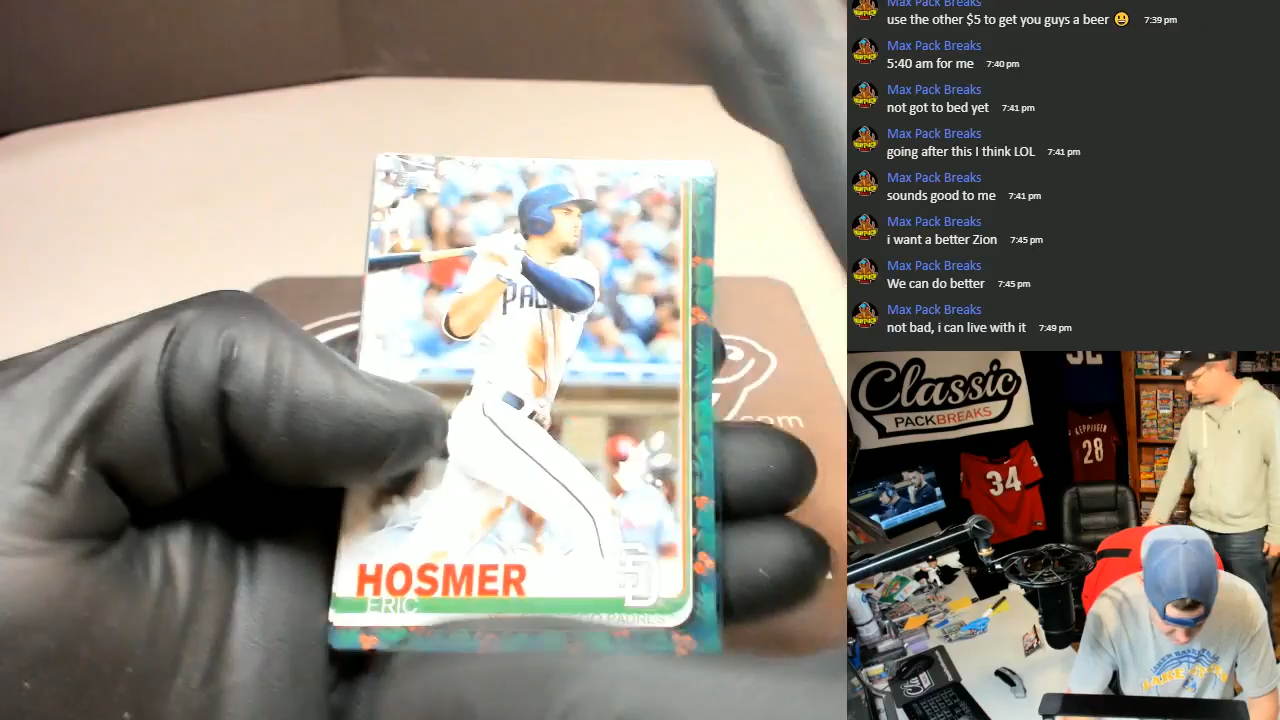 Max Pack Breaks
use the other $5 to get you guys a beer 😀 7:39 pm
Max Pack Breaks
5:40 am for me 7:40 pm
Max Pack Breaks
not got to bed yet 7:41 pm
Max Pack Breaks
going after this I think LOL 7:41 pm
Max Pack Breaks
sounds good to me 7:41 pm
Max Pack Breaks
i want a better Zion 7:45 pm
Max Pack Breaks
We can do better 7:45 pm
Max Pack Breaks
not bad, i can live with it 7:49 pm
HOSMER
ERIC
PADRES
SD
.com
Classic
PACKBREAKS
34
KEPPINGER
28